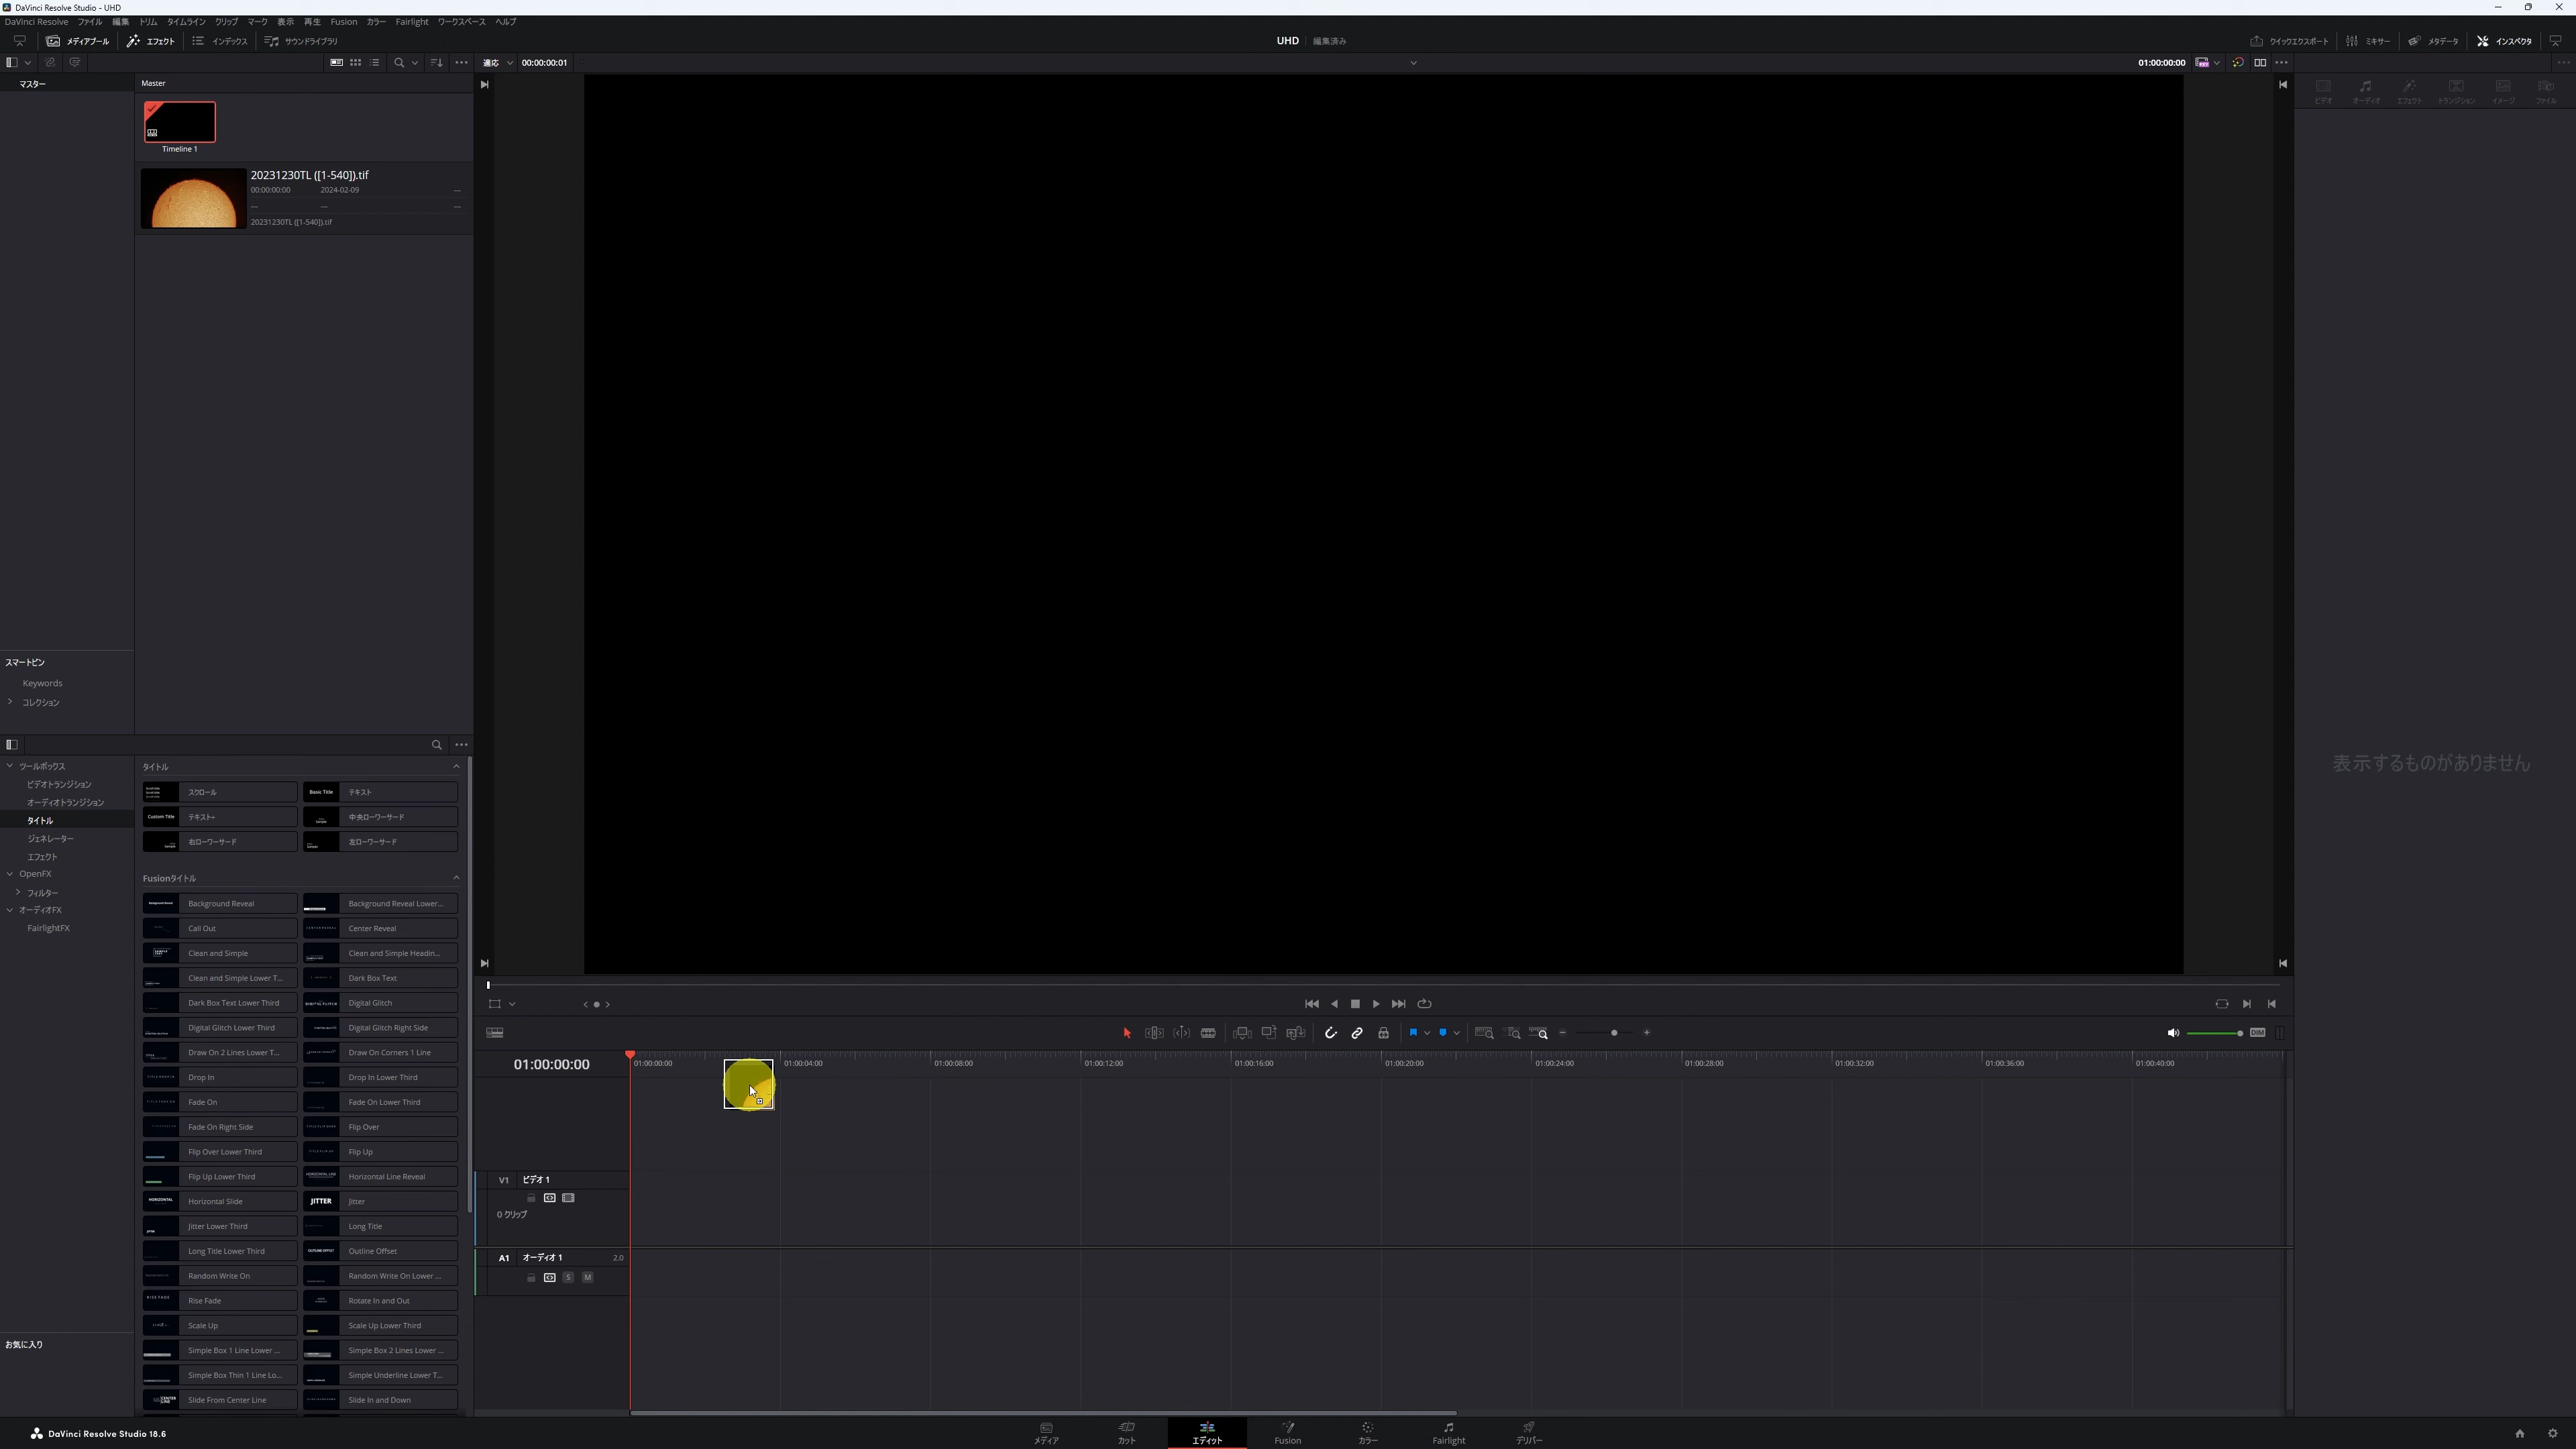 DaVinci Resolve Studio - UHD
DaVinci Resolve ファイル 編集 トリム タイムライン クリップ マーク 表示 再生 Fusion カラー Fairlight ワークスペース ヘルプ
メディアプール エフェクト インデックス サウンドライブラリ UHD 編集済み クイックエクスポート ミキサー メタデータ インスペクタ
適応 00:00:00:01 01:00:00:00
マスター Master
ビデオ オーディオ エフェクト トランジション イメージ ファイル
Timeline 1
20231230TL ([1-540]).tif
00:00:00:00 2024-02-09
20231230TL ([1-540]).tif
スマートビン
Keywords
コレクション
表示するものがありません
ツールボックス
ビデオトランジション
オーディオトランジション
タイトル
ジェネレーター
エフェクト
OpenFX
フィルター
オーディオFX
FairlightFX
お気に入り
タイトル
スクロール Basic Title テキスト
Custom Title テキスト+ 中央ローワーサード
右ローワーサード 左ローワーサード
Fusionタイトル
Background Reveal Background Reveal Lower...
Call Out Center Reveal
Clean and Simple Clean and Simple Headin...
Clean and Simple Lower T... Dark Box Text
Dark Box Text Lower Third Digital Glitch
Digital Glitch Lower Third Digital Glitch Right Side
Draw On 2 Lines Lower T... Draw On Corners 1 Line
Drop In Drop In Lower Third
Fade On Fade On Lower Third
Fade On Right Side Flip Over
Flip Over Lower Third Flip Up
Flip Up Lower Third Horizontal Line Reveal
HORIZONTAL Horizontal Slide JITTER Jitter
Jitter Lower Third Long Title
Long Title Lower Third Outline Offset
Random Write On Random Write On Lower ...
RISE FADE Rise Fade Rotate In and Out
Scale Up Scale Up Lower Third
Simple Box 1 Line Lower ... Simple Box 2 Lines Lower ...
Simple Box Thin 1 Line Lo... Simple Underline Lower T...
Slide From Center Line Slide In and Down
DIM
01:00:00:00 01:00:00:00 01:00:04:00 01:00:08:00 01:00:12:00 01:00:16:00 01:00:20:00 01:00:24:00 01:00:28:00 01:00:32:00 01:00:36:00 01:00:40:00
V1 ビデオ 1
0 クリップ
A1 オーディオ 1 2.0
S M
DaVinci Resolve Studio 18.6 メディア カット エディット Fusion カラー Fairlight デリバー